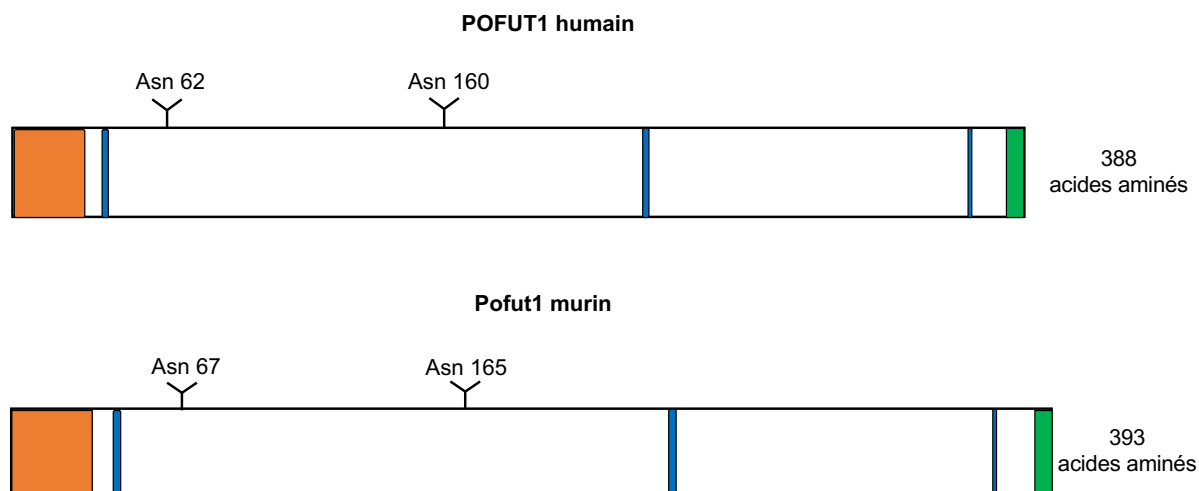 POFUT1 humain
Asn 62
Asn 160
388
acides aminés
Pofut1 murin
Asn 67
Asn 165
393
acides aminés